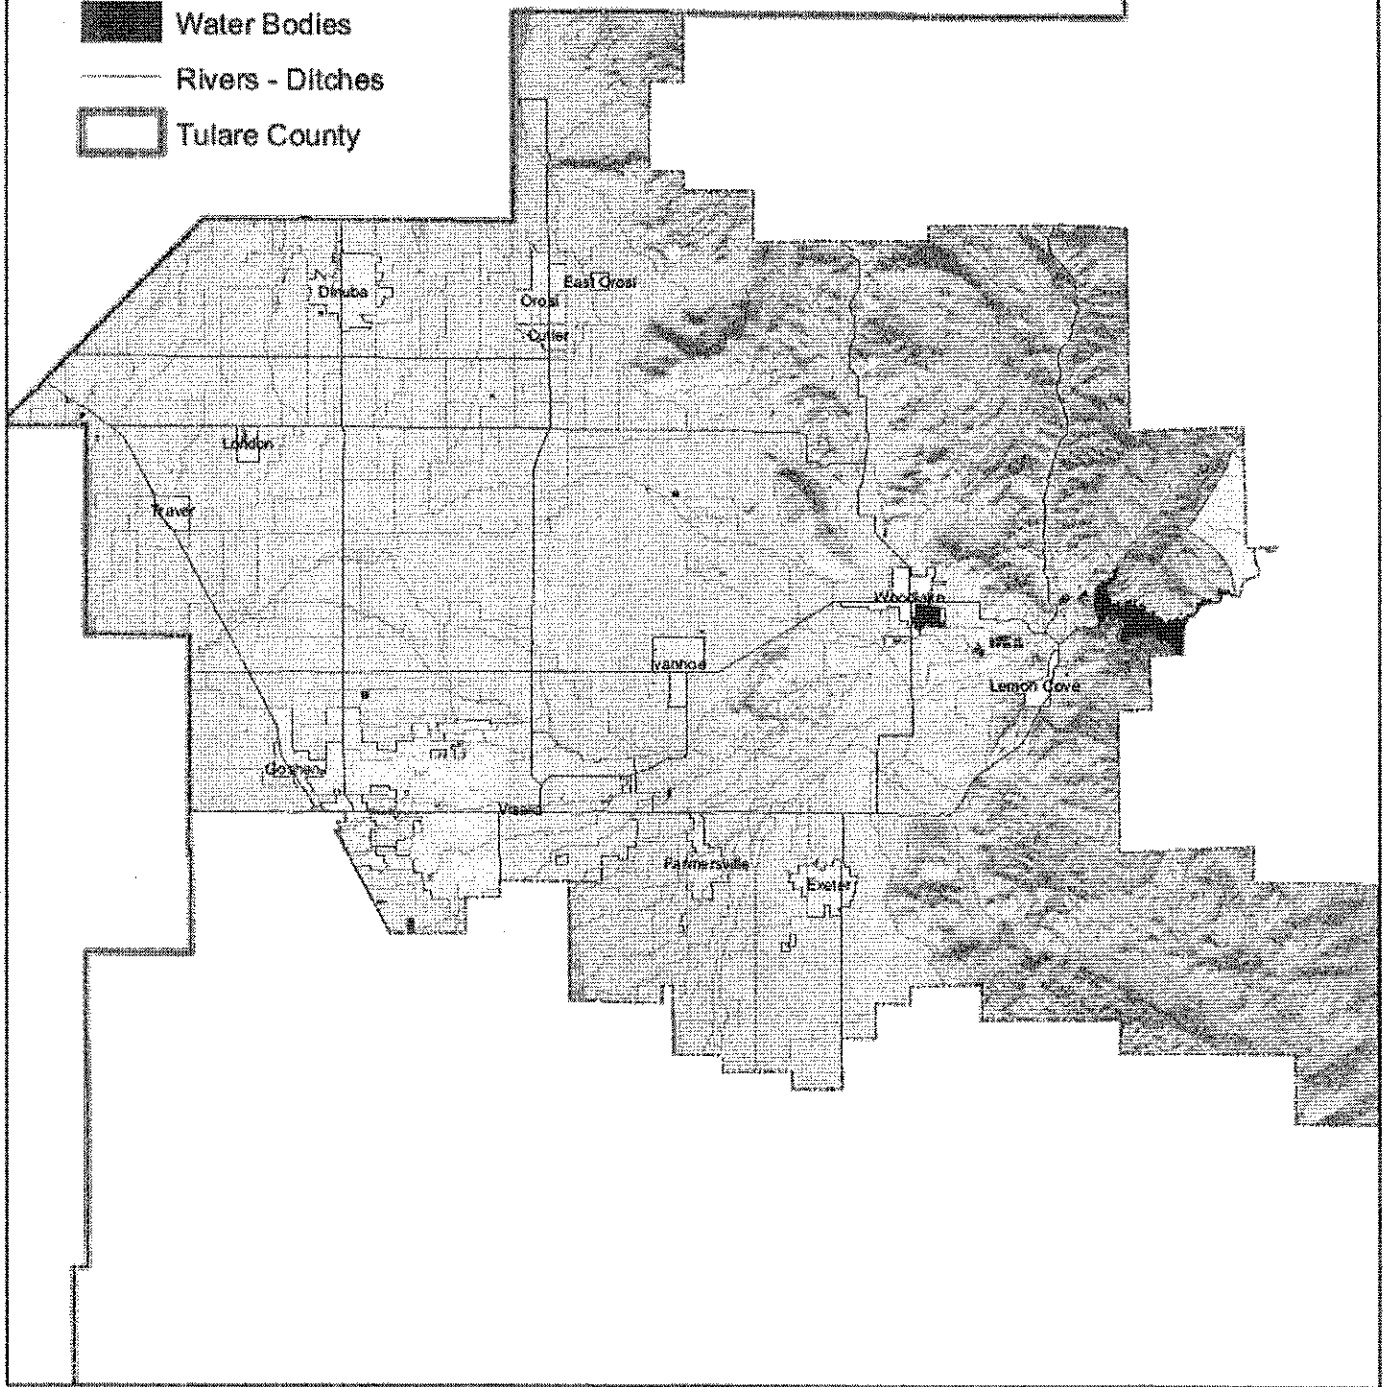 Water Bodies
Rivers - Ditches
Tulare County
Dinuba
East Orosi
Orosi
Cutler
London
Traver
Woodlake
Ivanhoe
Lemon Cove
Goshen
Visalia
Farmersville
Exeter